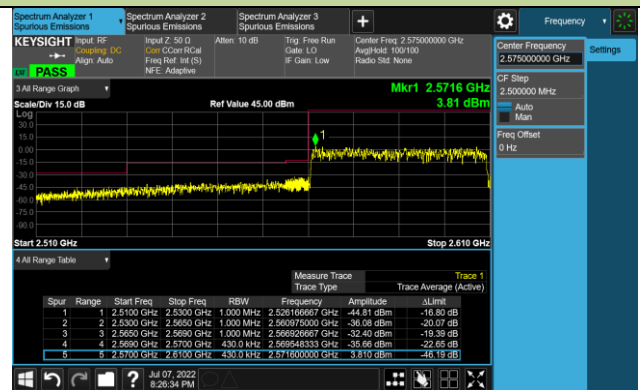 Spectrum Analyzer 1
Spurious Emissions
Spectrum Analyzer 2
Spurious Emissions
Spectrum Analyzer 3
Spurious Emissions
Frequency
KEYSIGHT
Input: RF
Coupling: DC
Align: Auto
Input Z: 50 Ω
Corr CCorr RCal
Freq Ref: Int (S)
NFE: Adaptive
Atten: 10 dB
Trig: Free Run
Gate: LO
IF Gain: Low
Center Freq: 2.575000000 GHz
Avg|Hold: 100/100
Radio Std: None
PASS
Center Frequency
2.575000000 GHz
Settings
CF Step
2.500000 MHz
Auto
Man
Freq Offset
0 Hz
3 All Range Graph
Mkr1 2.5716 GHz
Scale/Div 15.0 dB
Ref Value 45.00 dBm
3.81 dBm
Log
30.0
15.0
0.00
-15.0
-30.0
-45.0
-60.0
-75.0
-90.0
1
Start 2.510 GHz
Stop 2.610 GHz
4 All Range Table
Measure Trace Trace 1
Trace Type Trace Average (Active)
Spur Range Start Freq Stop Freq RBW Frequency Amplitude ΔLimit
1 1 2.5100 GHz 2.5300 GHz 1.000 MHz 2.526166667 GHz -44.81 dBm -16.80 dB
2 2 2.5300 GHz 2.5650 GHz 1.000 MHz 2.560975000 GHz -36.08 dBm -20.07 dB
3 3 2.5650 GHz 2.5690 GHz 1.000 MHz 2.566926667 GHz -32.40 dBm -19.39 dB
4 4 2.5690 GHz 2.5700 GHz 430.0 kHz 2.569548333 GHz -35.66 dBm -22.65 dB
5 5 2.5700 GHz 2.6100 GHz 430.0 kHz 2.571600000 GHz 3.810 dBm -46.19 dB
Jul 07, 2022
8:26:34 PM